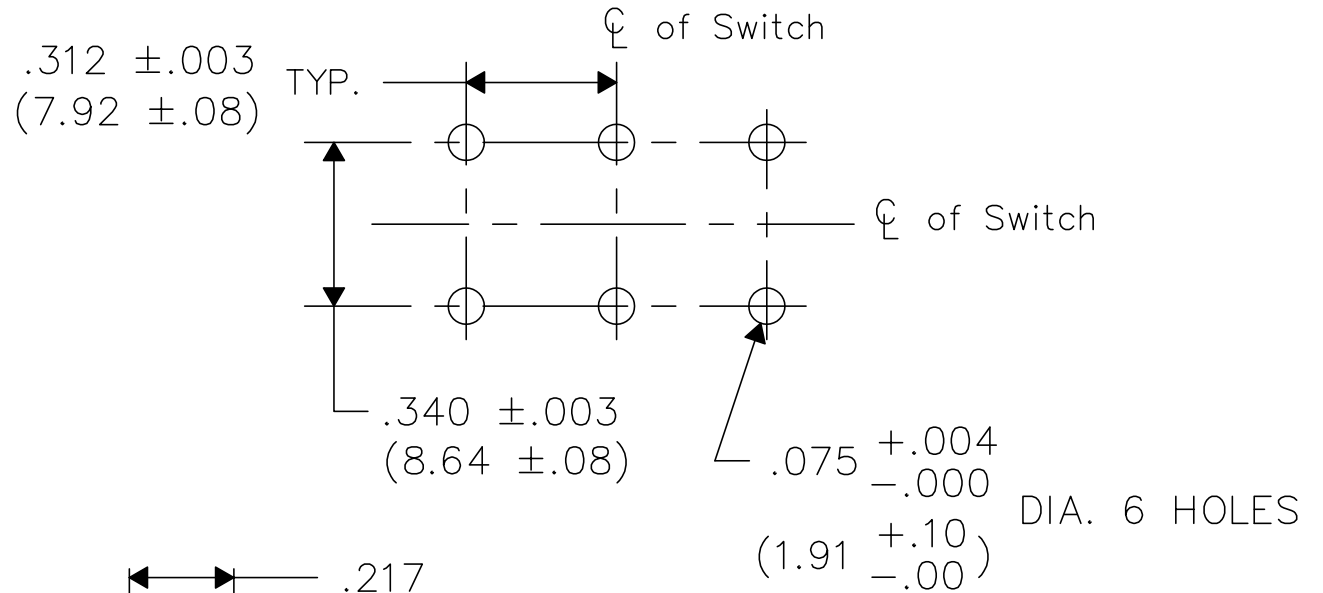 ℄ of Switch
.312 ±.003 TYP.
(7.92 ±.08)
℄ of Switch
.340 ±.003
(8.64 ±.08)
.075 +.004
-.000
DIA. 6 HOLES
(1.91 +.10
-.00)
.217